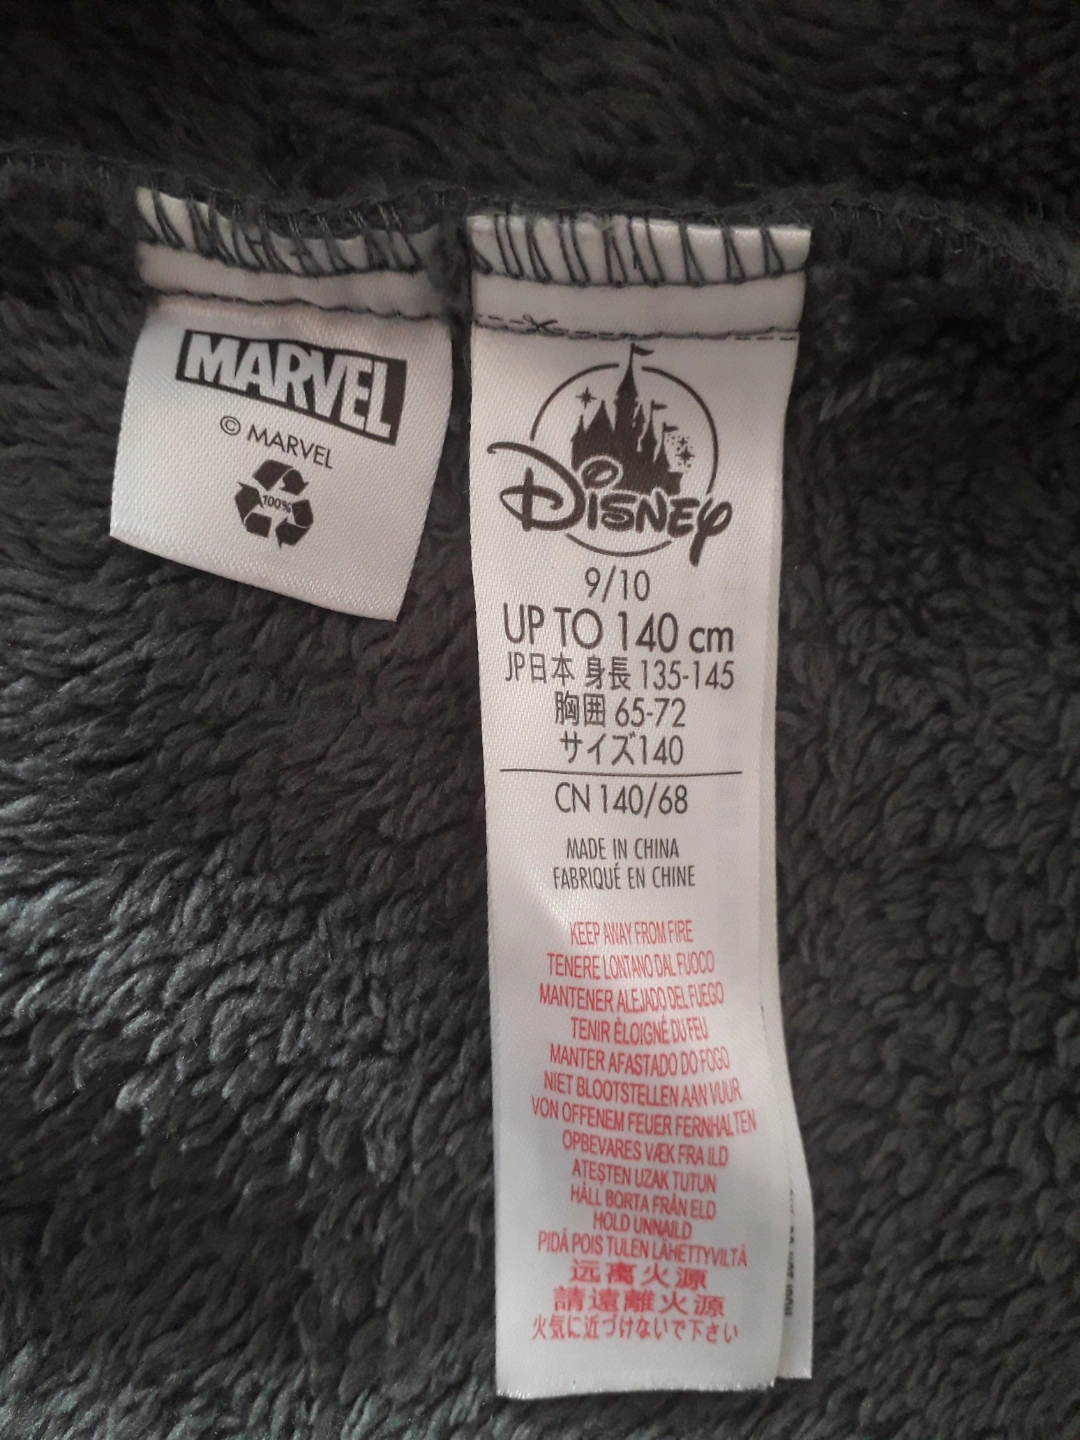 MARVEL
© MARVEL
100%
Disney
9/10
UP TO 140 cm
JP日本 身長 135-145
胸囲 65-72
サイズ140
CN 140/68
MADE IN CHINA
FABRIQUÉ EN CHINE
KEEP AWAY FROM FIRE
TENERE LONTANO DAL FUOCO
MANTENER ALEJADO DEL FUEGO
TENIR ÉLOIGNÉ DU FEU
MANTER AFASTADO DO FOGO
NIET BLOOTSTELLEN AAN VUUR
VON OFFENEM FEUER FERNHALTEN
OPBEVARES VÆK FRA ILD
ATEŞTEN UZAK TUTUN
HÅLL BORTA FRÅN ELD
HOLD UNNAILD
PIDÄ POIS TULEN LÄHETTYVILTÄ
远离火源
請遠離火源
火気に近づけないで下さい